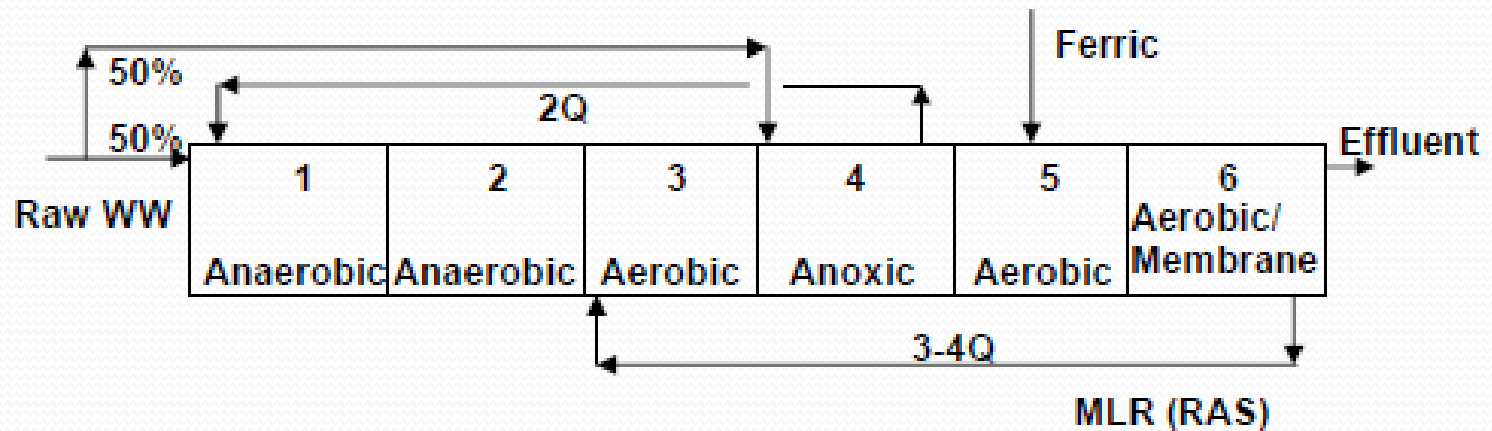 Ferric
50%
2Q
50%
Effluent
Raw WW
1
2
3
4
5
6
Aerobic/
Membrane
Anaerobic
Anaerobic
Aerobic
Anoxic
Aerobic
3-4Q
MLR (RAS)